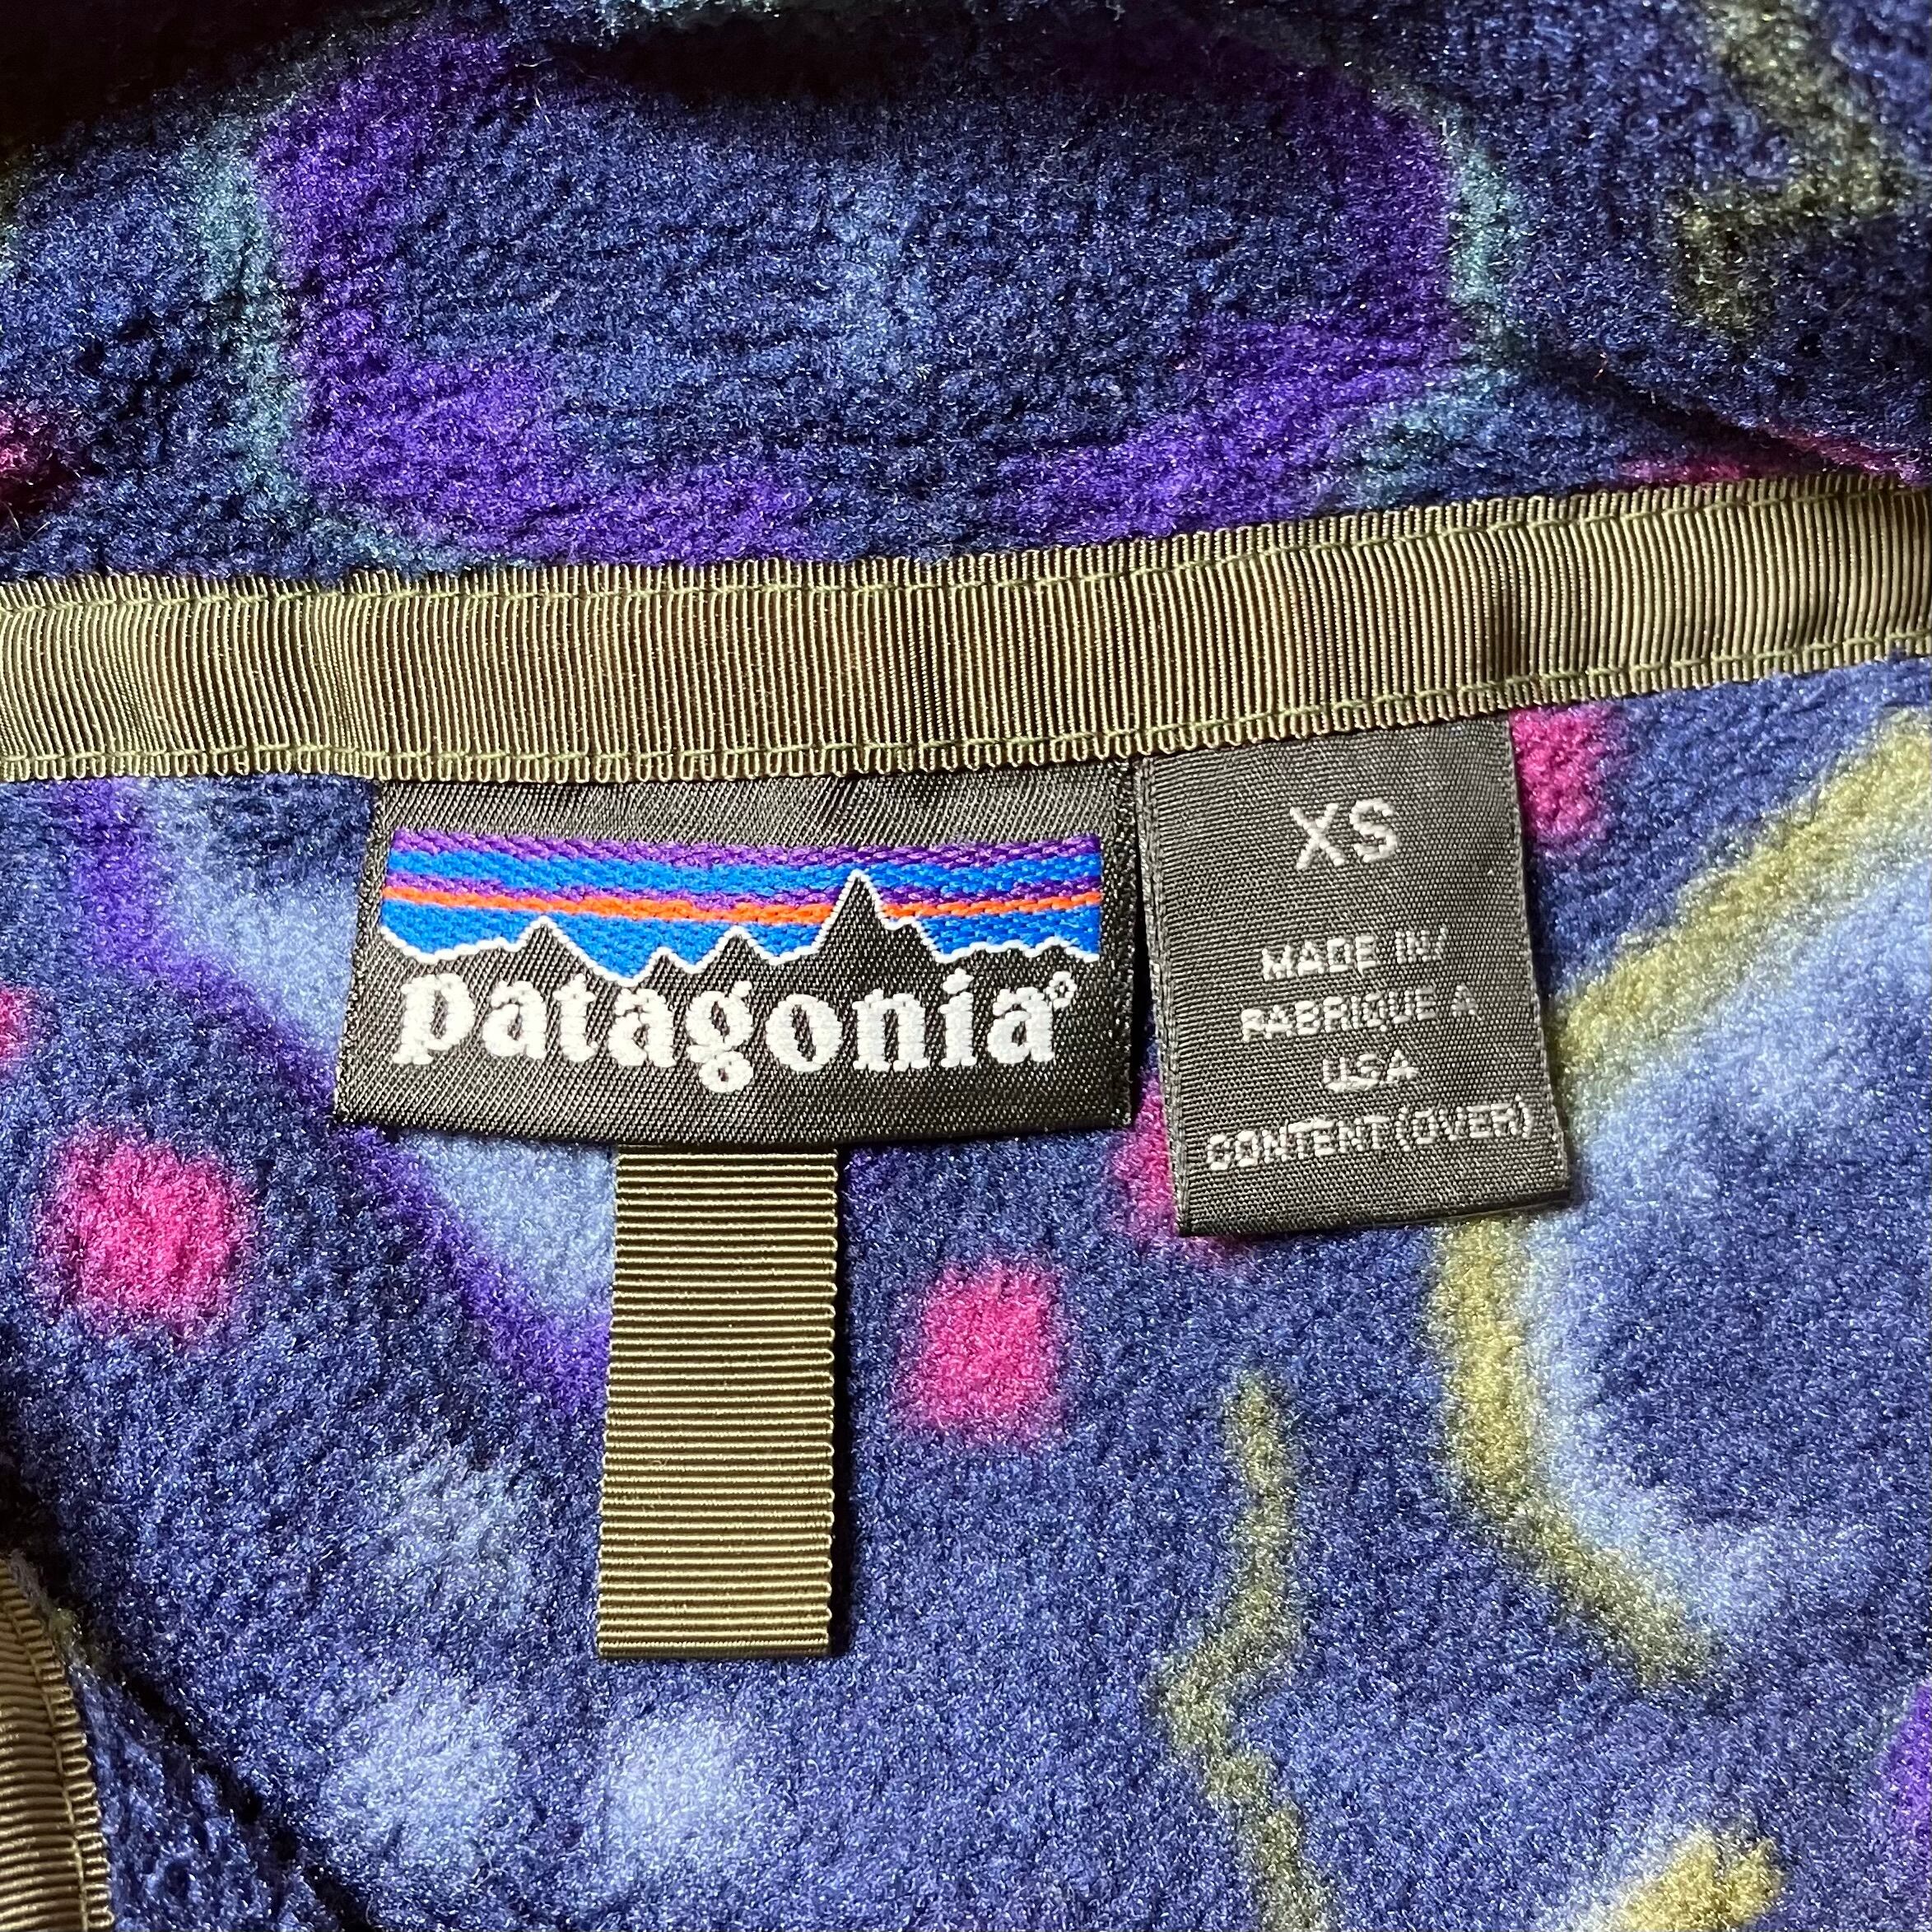 patagonia®
XS
MADE IN/
FABRIQUE A
USA
CONTENT (OVER)